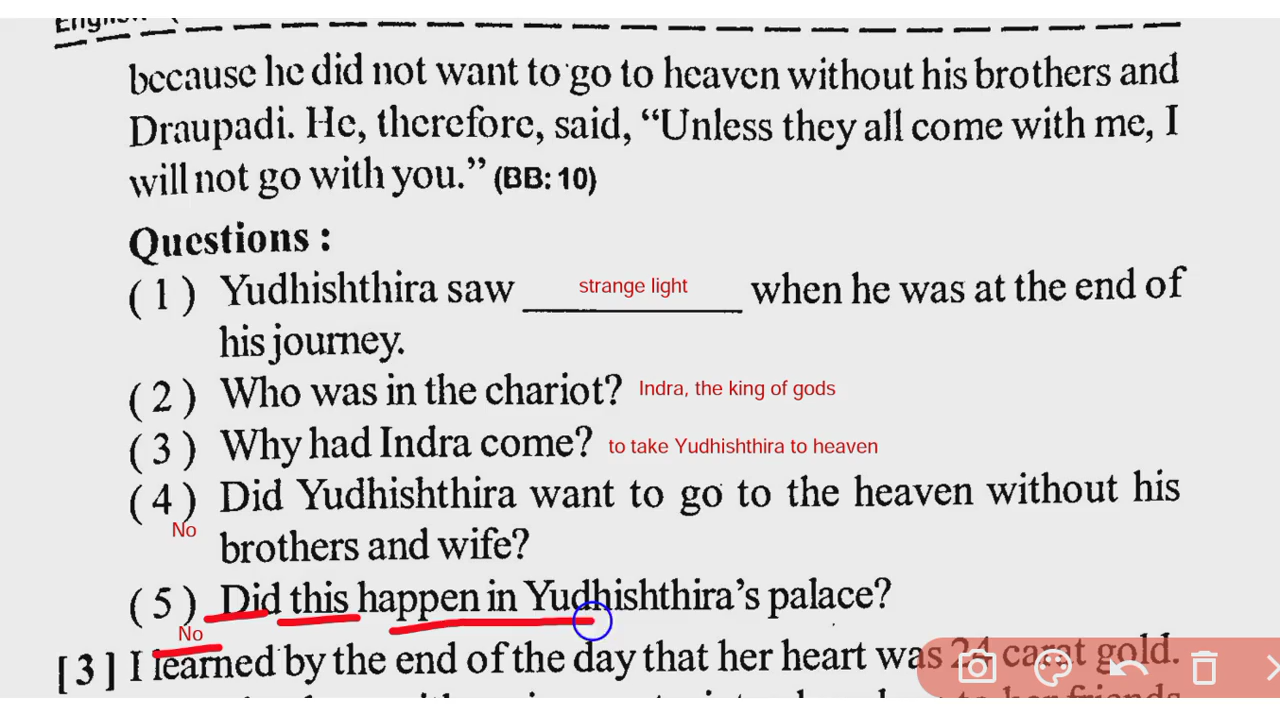 English
because he did not want to go to heaven without his brothers and
Draupadi. He, therefore, said, “Unless they all come with me, I
will not go with you.” (BB: 10)
Questions :
( 1 ) Yudhishthira saw strange light when he was at the end of
his journey.
( 2 ) Who was in the chariot? Indra, the king of gods
( 3 ) Why had Indra come? to take Yudhishthira to heaven
( 4 ) Did Yudhishthira want to go to the heaven without his
No
brothers and wife?
( 5 ) Did this happen in Yudhishthira’s palace?
No
[ 3 ] I learned by the end of the day that her heart was 24 carat gold.
to her friends